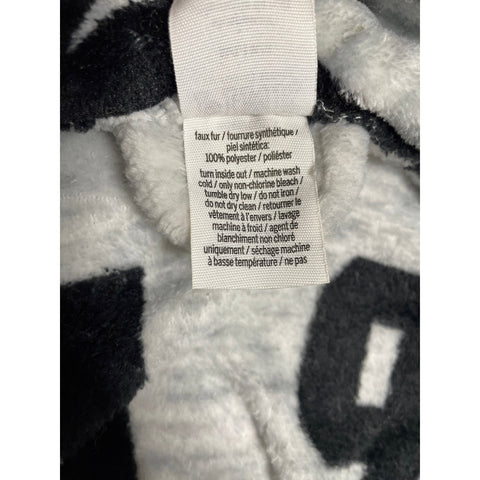 faux fur / fourrure synthétique /
piel sintética:
100% polyester / poliéster
turn inside out / machine wash
cold / only non-chlorine bleach /
tumble dry low / do not iron /
do not dry clean / retourner le
vêtement à l'envers / lavage
machine à froid / agent de
blanchiment non chloré
uniquement / séchage machine
à basse température / ne pas